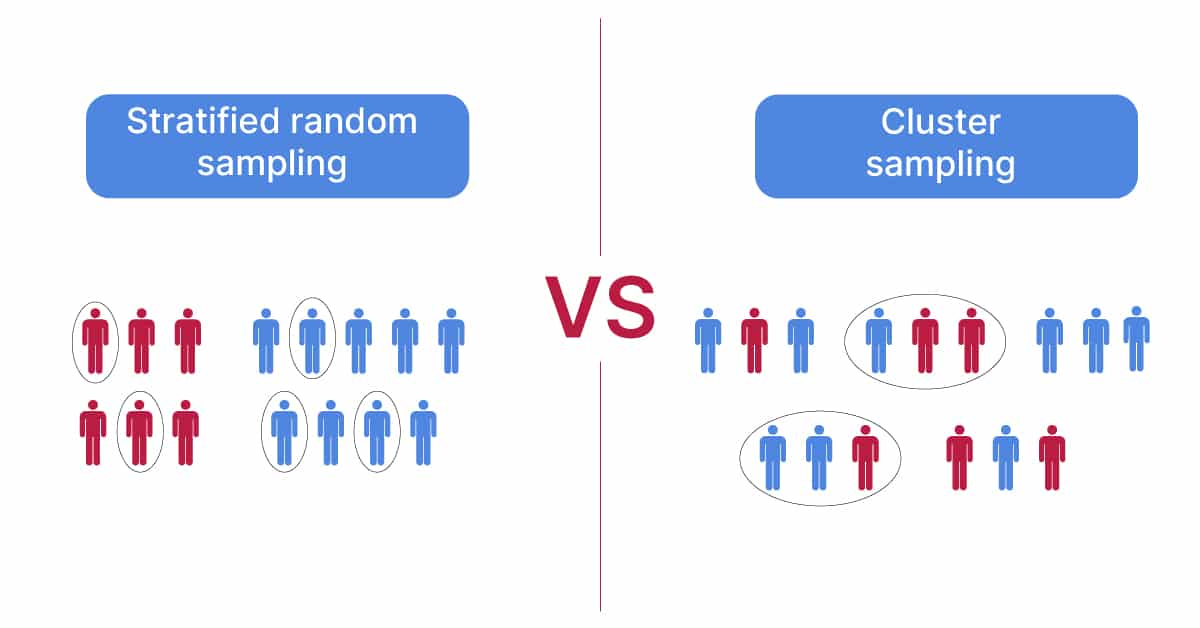 Stratified random
sampling
Cluster
sampling
VS